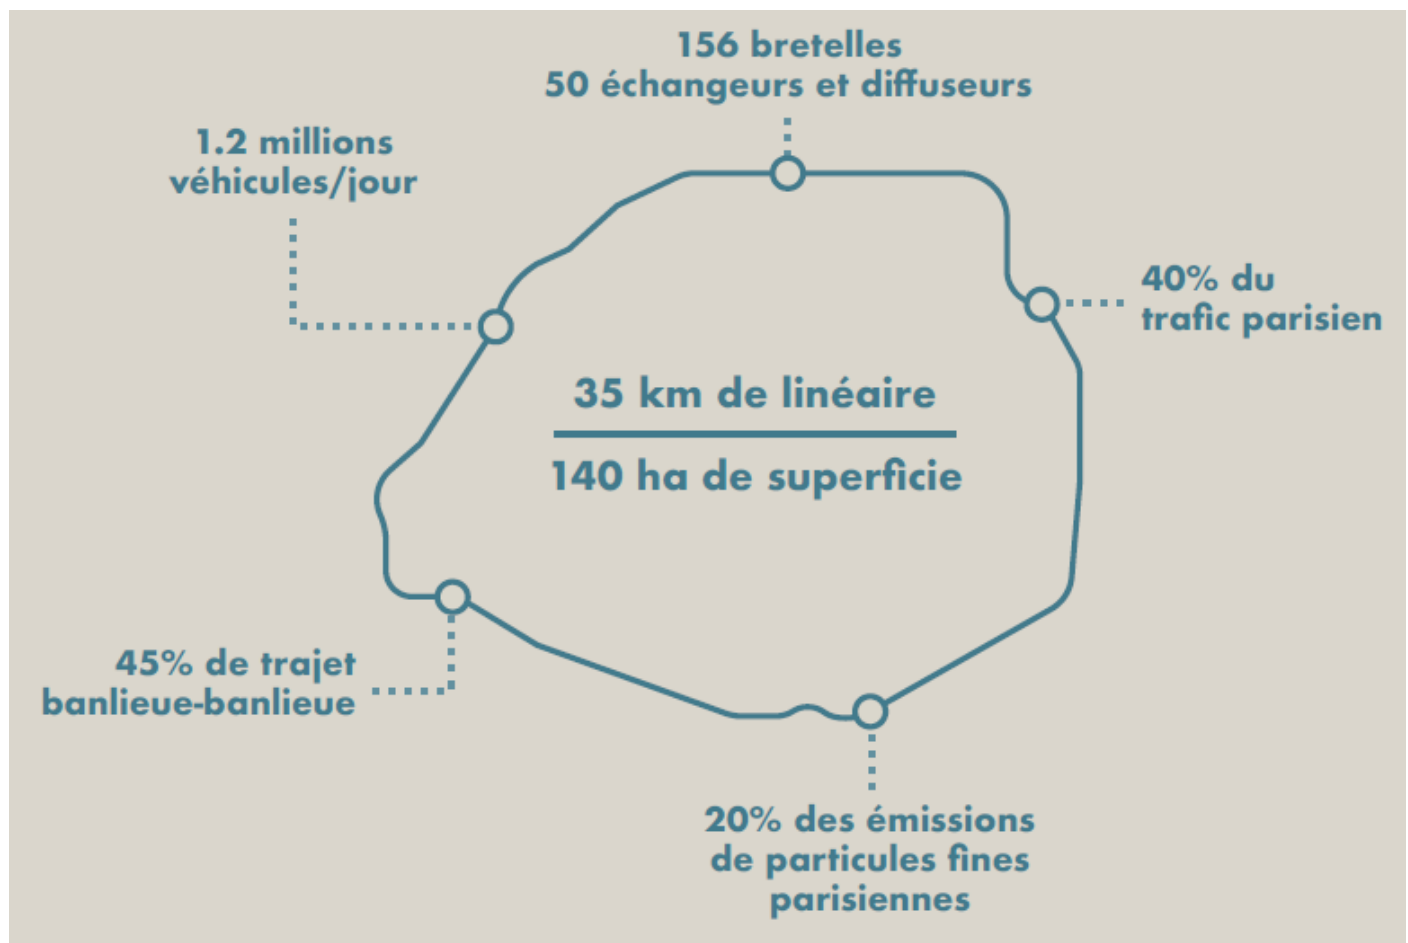 156 bretelles
50 échangeurs et diffuseurs
1.2 millions
véhicules/jour
40% du
trafic parisien
35 km de linéaire
140 ha de superficie
45% de trajet
banlieue-banlieue
20% des émissions
de particules fines
parisiennes